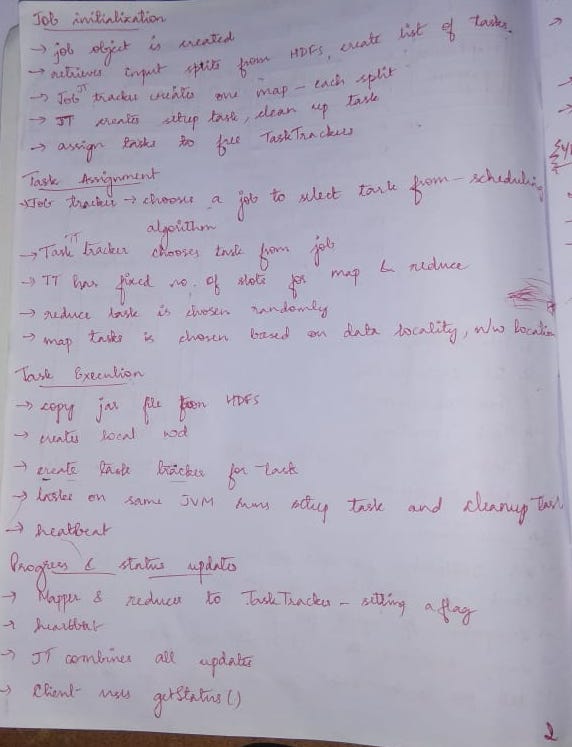 Job initialization
→ job object is created
→ retrieves input splits from HDFS, create list of tasks.
→ Job tracker creates one map - each split
→ JT creates setup task, clean up task
→ assign tasks to free TaskTrackers
Task Assignment
→ Job tracker → chooses a job to select task from - scheduling
algorithm
→ Task tracker chooses task from job
→ TT has fixed no. of slots for map & reduce
→ reduce task is chosen randomly
→ map tasks is chosen based on data locality, n/w location
Task Execution
→ copy jar file from HDFS
→ creates local wd
→ create task tracker for task
→ tasks on same JVM runs setup task and cleanup task
→ heatbeat
Progress & status updates
→ Mapper & reducer to TaskTracker - setting a flag
→ heartbeat
→ JT combines all updates
→ Client uses getStatus()
2